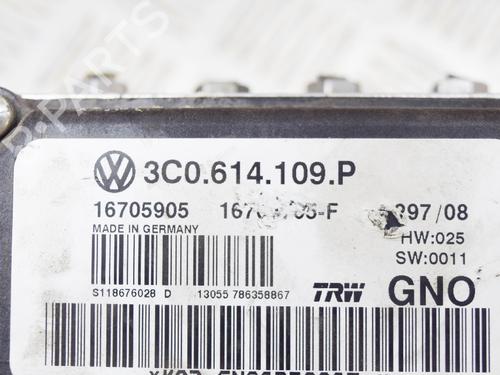 3C0.614.109.P
16705905
MADE IN GERMANY
HW:025
SW:0011
S118676028 D 13055 786358867
TRW GNO